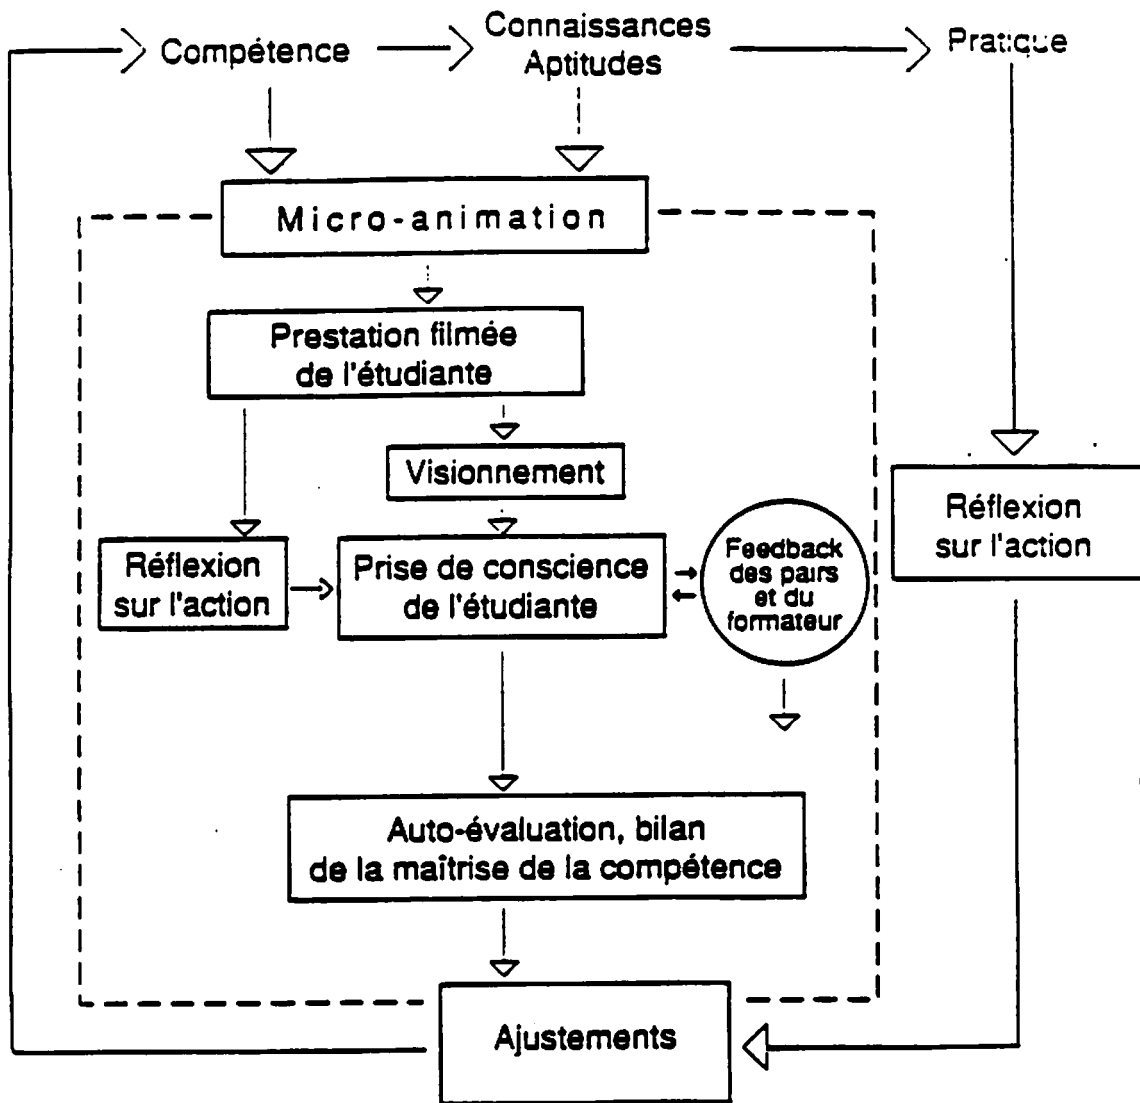 Compétence
Connaissances
Aptitudes
Pratique
Micro-animation
Prestation filmée
de l'étudiante
Visionnement
Réflexion
sur l'action
Prise de conscience
de l'étudiante
Feedback
des pairs
et du
formateur
Réflexion
sur l'action
Auto-évaluation, bilan
de la maîtrise de la compétence
Ajustements